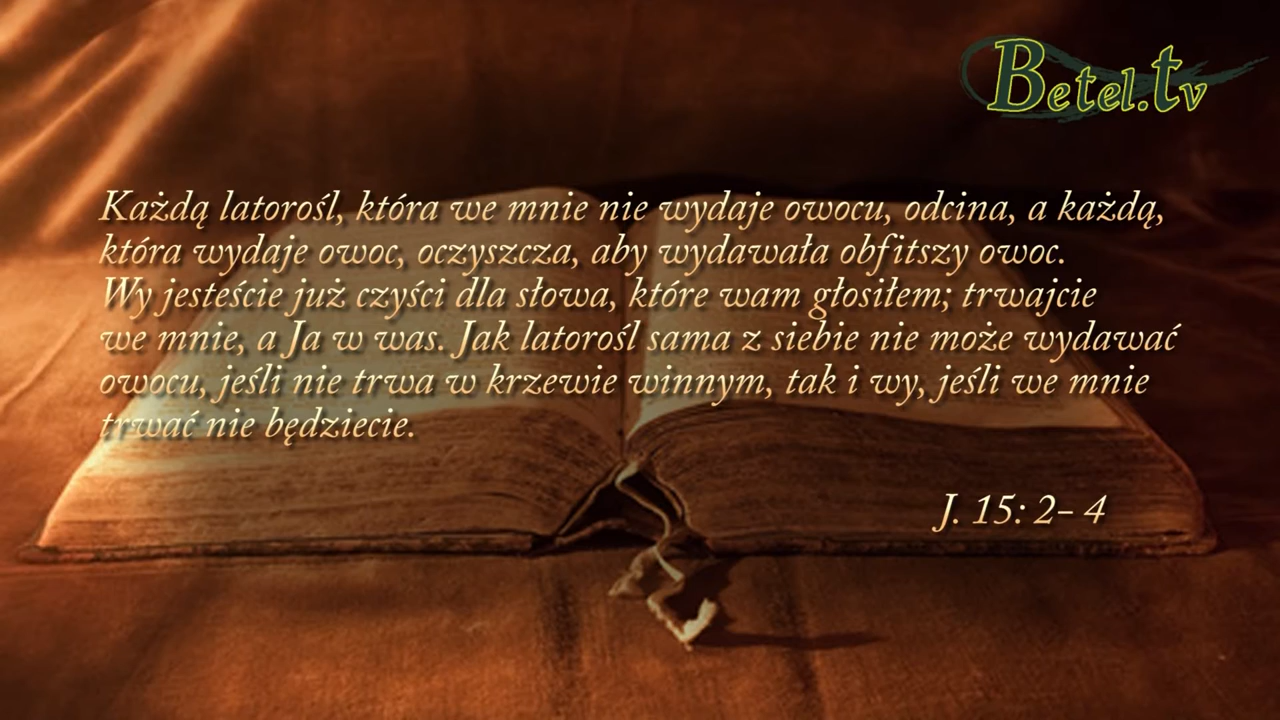 Betel.tv
Każdą latorośl, która we mnie nie wydaje owocu, odcina, a każdą,
która wydaje owoc, oczyszcza, aby wydawała obfitszy owoc.
Wy jesteście już czyści dla słowa, które wam głosiłem; trwajcie
we mnie, a Ja w was. Jak latorośl sama z siebie nie może wydawać
owocu, jeśli nie trwa w krzewie winnym, tak i wy, jeśli we mnie
trwać nie będziecie.
J. 15: 2- 4